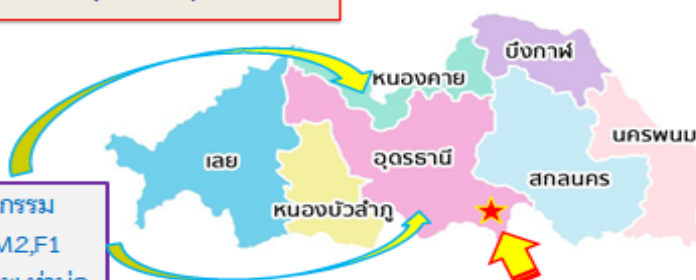 บึงกาฬ
หนองคาย
นครพนม
เลย
อุดรธานี
สกลนคร
หนองบัวลำภู
กรรม
M2,F1